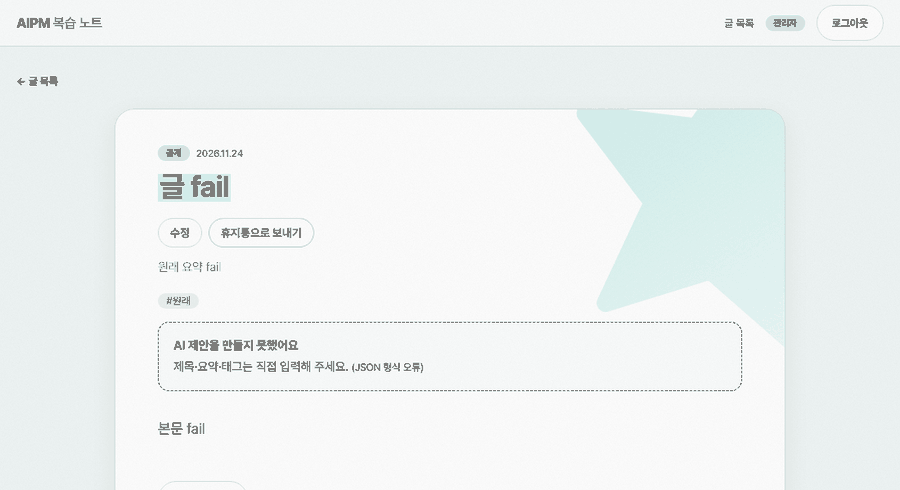 AIPM 복습 노트
글 목록
관리자
로그아웃
← 글 목록
공개 2026.11.24
글 fail
수정
휴지통으로 보내기
원래 요약 fail
#원래
AI 제안을 만들지 못했어요
제목·요약·태그는 직접 입력해 주세요. (JSON 형식 오류)
본문 fail